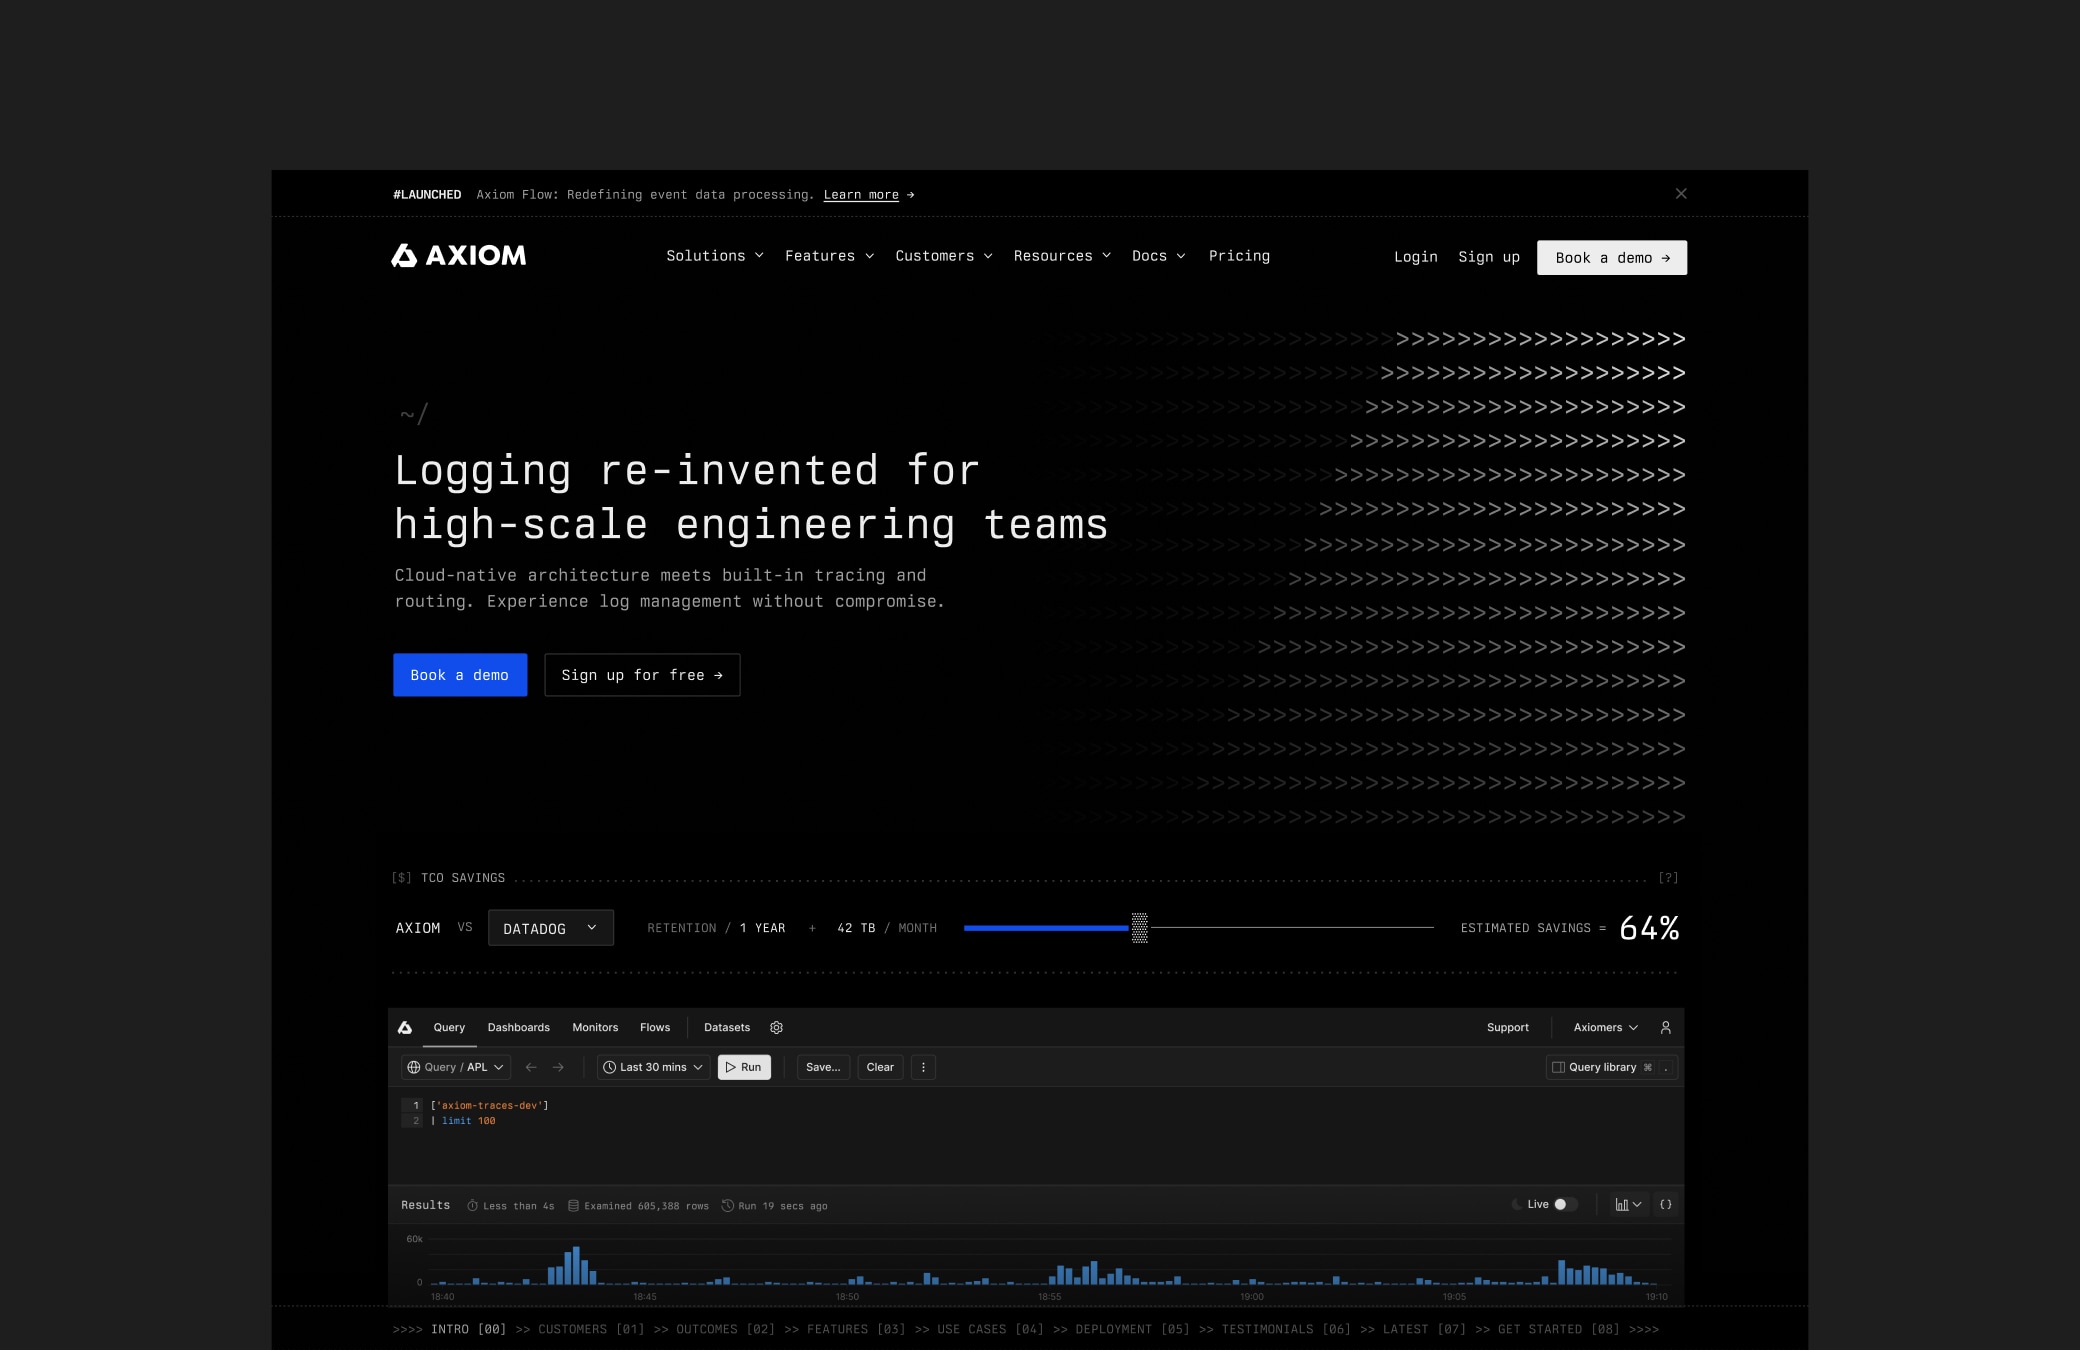 #LAUNCHED Axiom Flow: Redefining event data processing. Learn more →
AXIOM
Solutions Features Customers Resources Docs Pricing
Login Sign up Book a demo →
~/
Logging re-invented for
high-scale engineering teams
Cloud-native architecture meets built-in tracing and
routing. Experience log management without compromise.
Book a demo
Sign up for free →
[$] TCO SAVINGS [?]
AXIOM VS DATADOG RETENTION / 1 YEAR + 42 TB / MONTH ESTIMATED SAVINGS = 64%
Query Dashboards Monitors Flows Datasets Support Axiomers
Query / APL ← → Last 30 mins Run Save... Clear Query library ⌘ .
1 ['axiom-traces-dev']
2 | limit 100
Results Less than 4s Examined 605,388 rows Run 19 secs ago Live {}
60k
0
18:40 18:45 18:50 18:55 19:00 19:05 19:10
>>>> INTRO [00] >> CUSTOMERS [01] >> OUTCOMES [02] >> FEATURES [03] >> USE CASES [04] >> DEPLOYMENT [05] >> TESTIMONIALS [06] >> LATEST [07] >> GET STARTED [08] >>>>